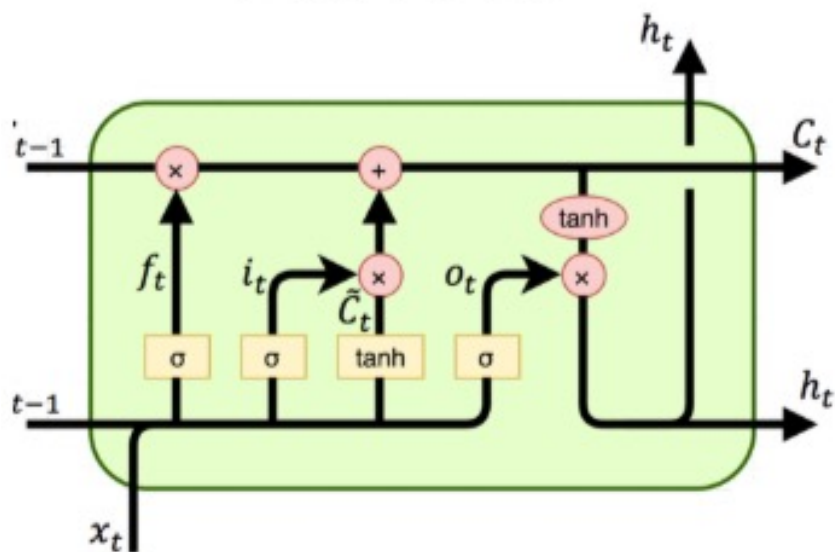 h_t
t-1
C_t
× +
tanh
f_t i_t × o_t ×
C̃_t
σ σ tanh σ
t-1
h_t
x_t